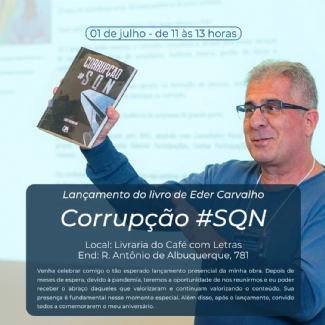 01 de julho - de 11 às 13 horas
CORRUPÇÃO
#SQN
Lançamento do livro de Eder Carvalho
Corrupção #SQN
Local: Livraria do Café com Letras
End: R. Antônio de Albuquerque, 781
Venha celebrar comigo o tão esperado lançamento presencial da minha obra. Depois de
meses de espera, devido à pandemia, teremos a oportunidade de nos reunirmos e eu poder
receber o abraço daqueles que valorizaram e continuam valorizando o conteúdo. Sua
presença é fundamental nesse momento especial. Além disso, após o lançamento, convido
todos a comemorarem o meu aniversário.